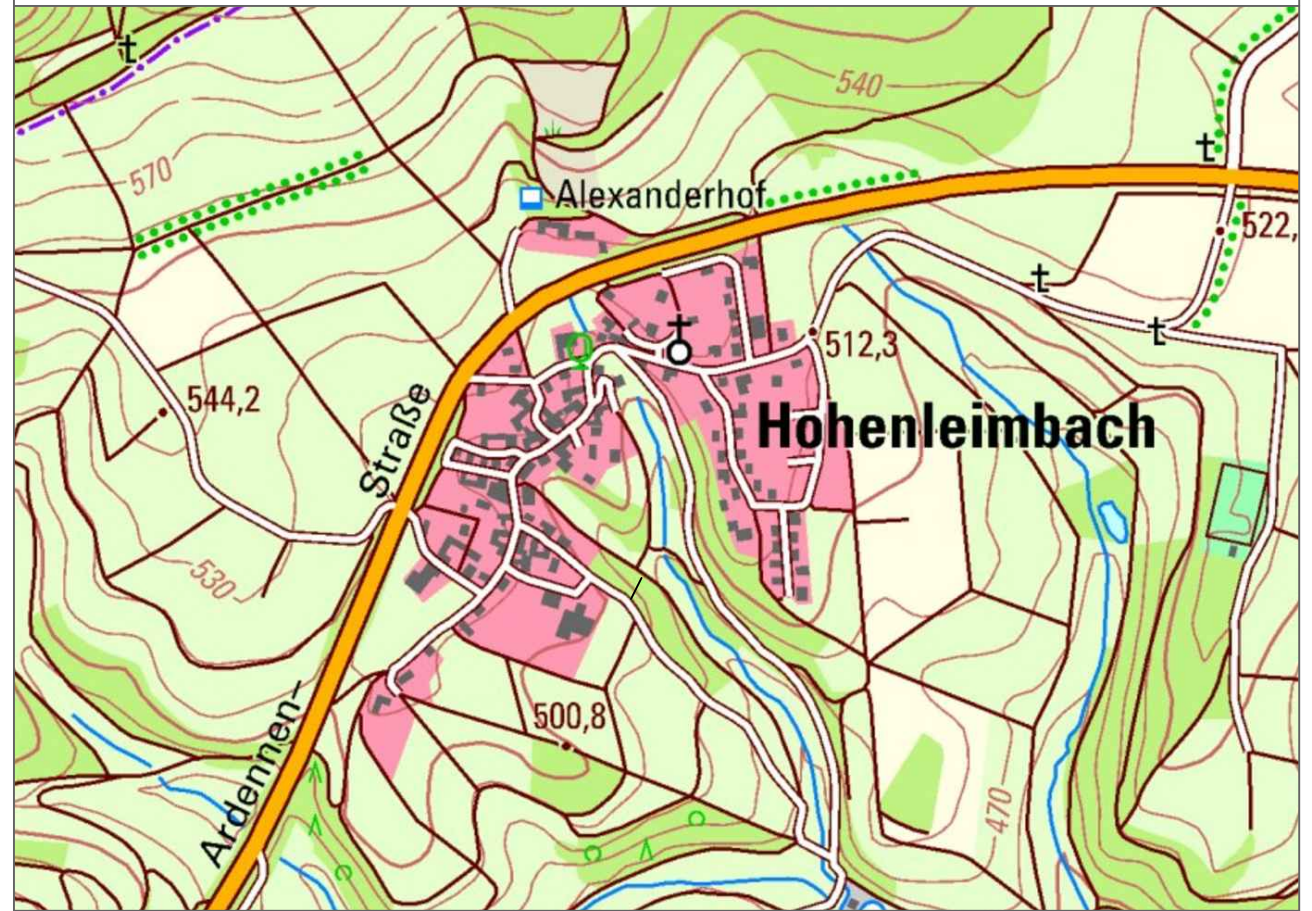 540
570
Alexanderhof
522,
512,3
544,2
Hohenleimbach
Ardennen-
Straße
530
500,8
470